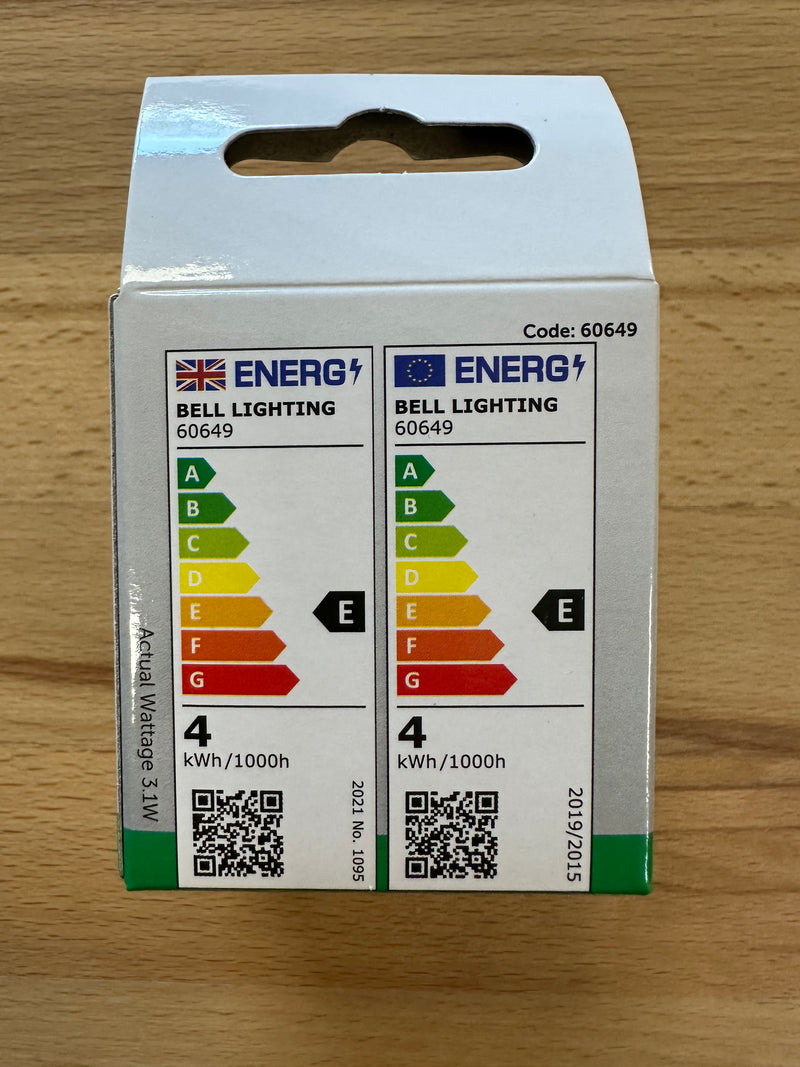 Code: 60649
ENERG
BELL LIGHTING
60649
A
B
C
D
E
F
G
E
4
kWh/1000h
2021 No. 1095
ENERG
BELL LIGHTING
60649
A
B
C
D
E
F
G
E
4
kWh/1000h
2019/2015
Actual Wattage 3.1W